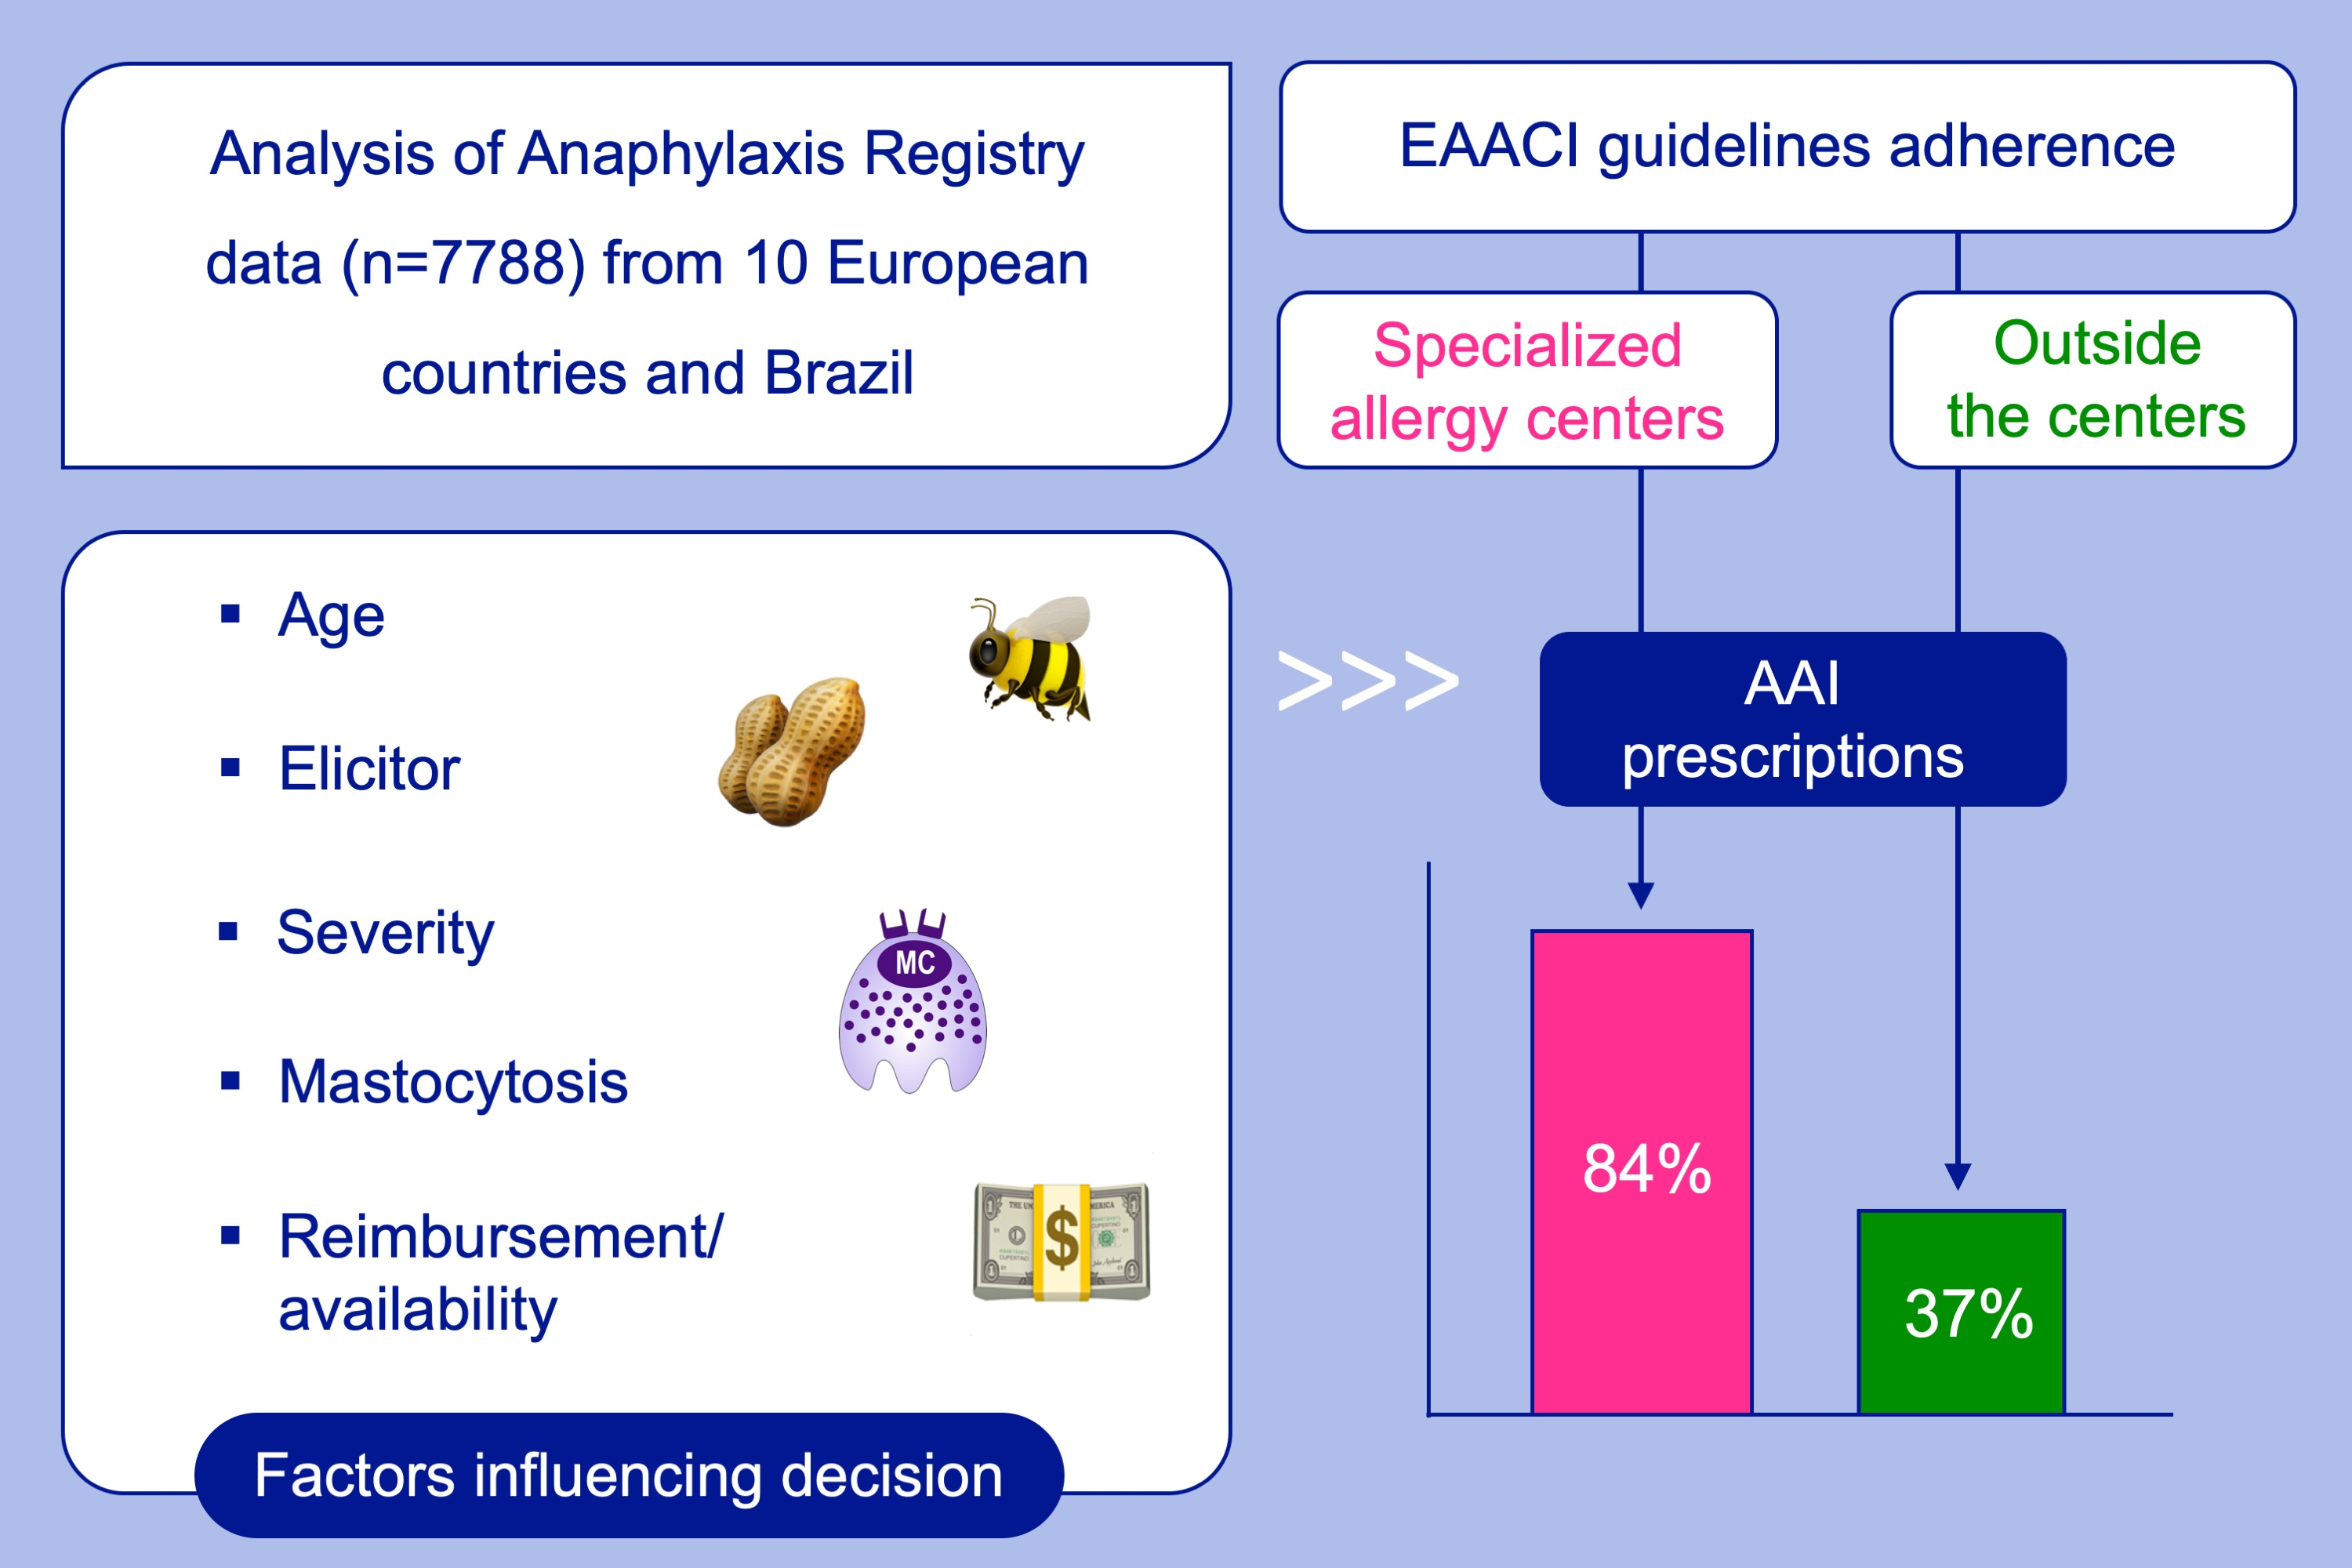 Analysis of Anaphylaxis Registry
data (n=7788) from 10 European
countries and Brazil
Age
Elicitor
Severity
MC
Mastocytosis
$
Reimbursement/
availability
Factors influencing decision
EAACI guidelines adherence
Specialized
allergy centers
Outside
the centers
>>>
AAI
prescriptions
84%
37%